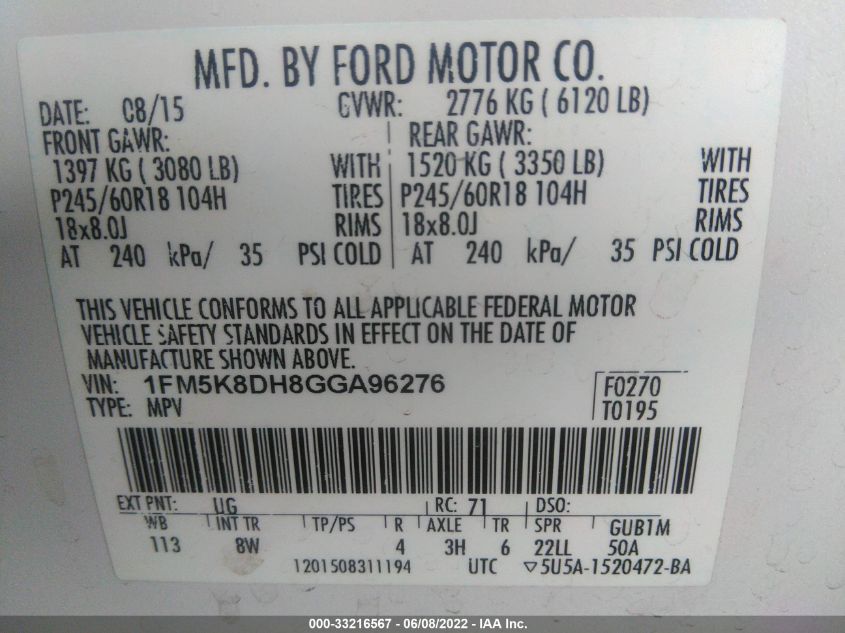 MFD. BY FORD MOTOR CO.
DATE: 08/15 GVWR: 2776 KG ( 6120 LB)
FRONT GAWR: REAR GAWR:
1397 KG ( 3080 LB) WITH 1520 KG ( 3350 LB) WITH
P245/60R18 104H TIRES P245/60R18 104H TIRES
18x8.0J RIMS 18x8.0J RIMS
AT 240 kPa/ 35 PSI COLD AT 240 kPa/ 35 PSI COLD
THIS VEHICLE CONFORMS TO ALL APPLICABLE FEDERAL MOTOR
VEHICLE SAFETY STANDARDS IN EFFECT ON THE DATE OF
MANUFACTURE SHOWN ABOVE.
VIN: 1FM5K8DH8GGA96276 F0270
TYPE: MPV T0195
EXT PNT: UG RC: 71 DSO:
WB INT TR TP/PS R AXLE TR SPR GUB1M
113 8W 4 3H 6 22LL 50A
1201508311194 UTC ▽5U5A-1520472-BA
000-33216567 - 06/08/2022 - IAA Inc.